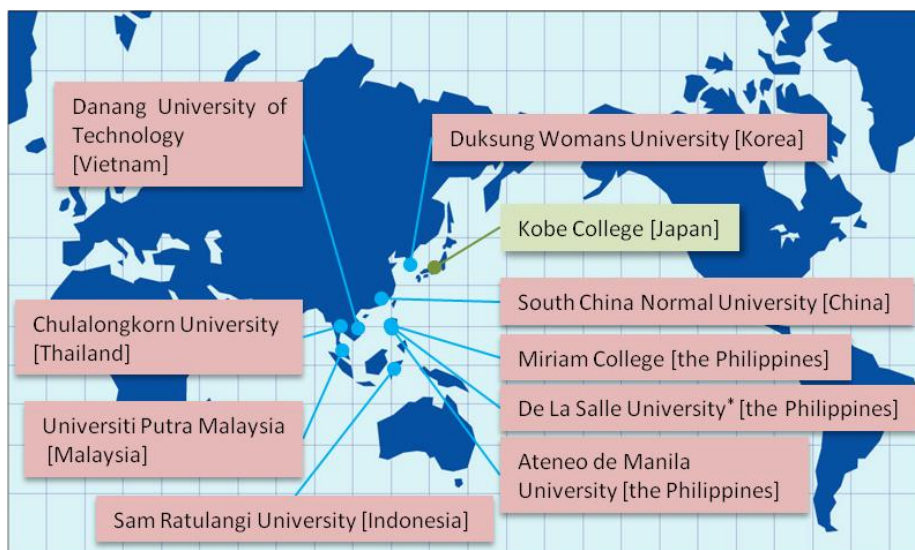 Danang University of
Technology
[Vietnam]
Duksung Womans University [Korea]
Kobe College [Japan]
South China Normal University [China]
Chulalongkorn University
[Thailand]
Miriam College [the Philippines]
De La Salle University* [the Philippines]
Universiti Putra Malaysia
[Malaysia]
Ateneo de Manila
University [the Philippines]
Sam Ratulangi University [Indonesia]